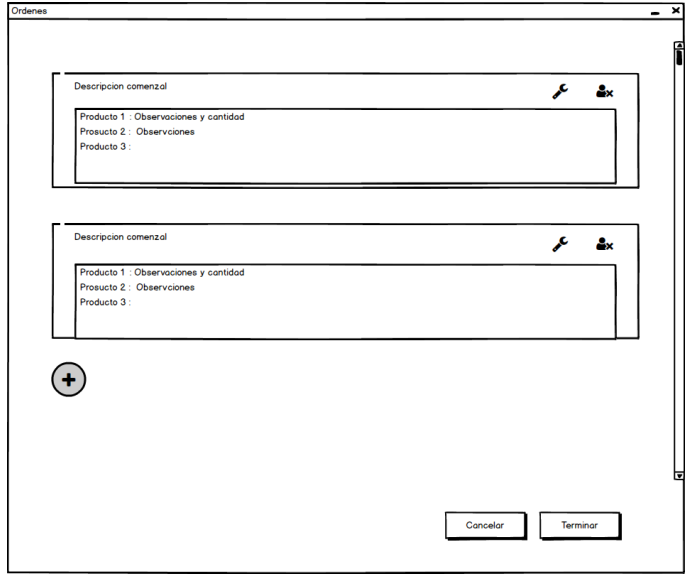 Ordenes
Descripcion comenzal
Producto 1 : Observaciones y cantidad
Prosucto 2 : Observciones
Producto 3 :
Descripcion comenzal
Producto 1 : Observaciones y cantidad
Prosucto 2 : Observciones
Producto 3 :
Cancelar Terminar